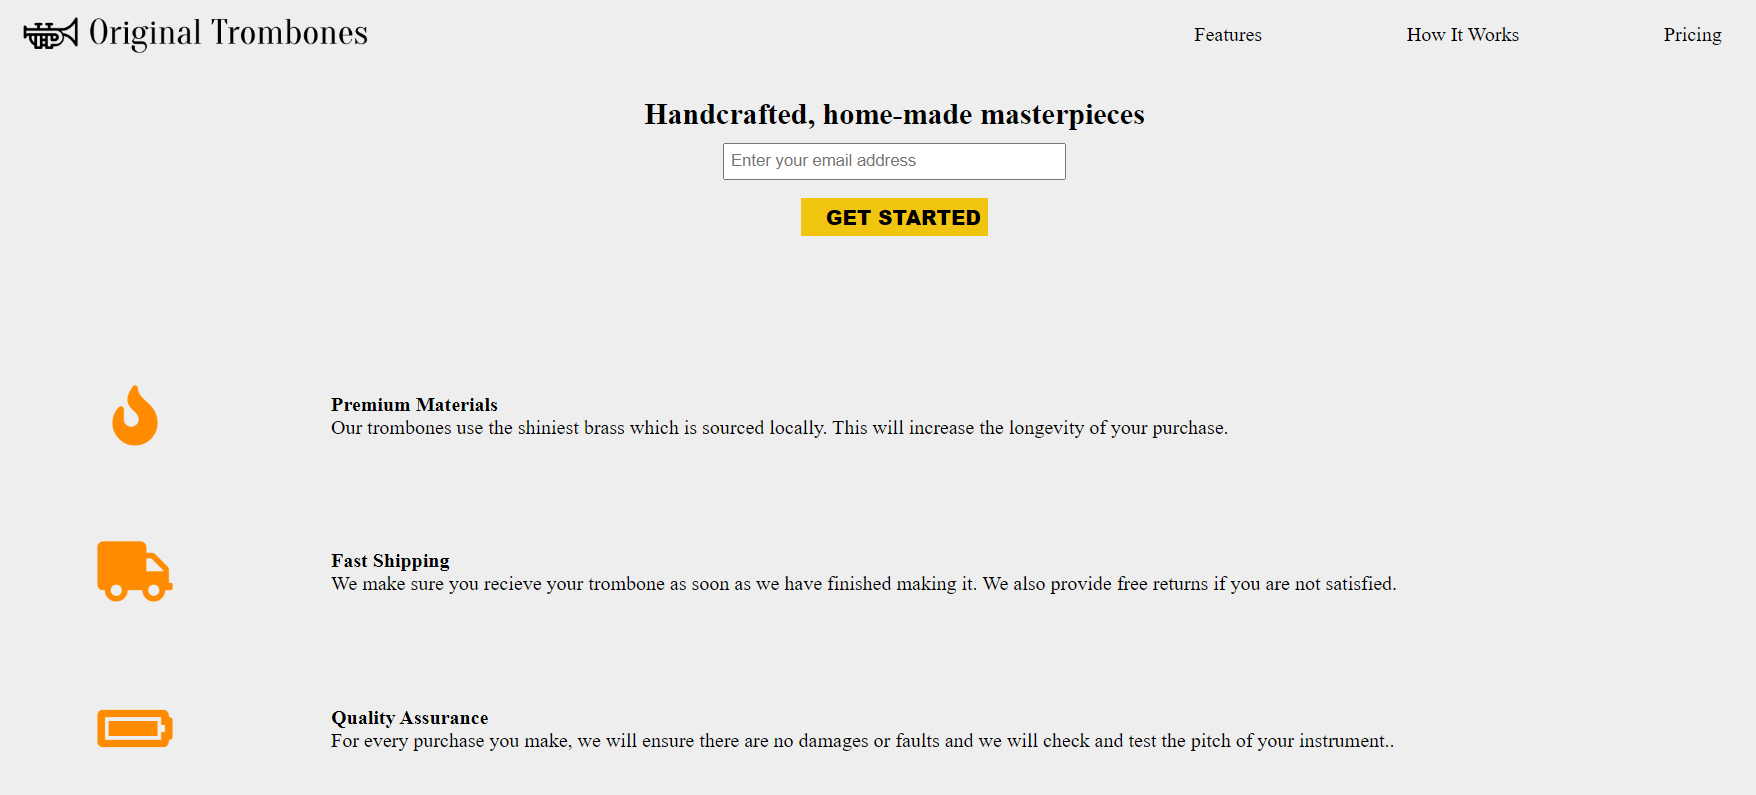 Original Trombones
Features
How It Works
Pricing
Handcrafted, home-made masterpieces
Enter your email address
GET STARTED
Premium Materials
Our trombones use the shiniest brass which is sourced locally. This will increase the longevity of your purchase.
Fast Shipping
We make sure you recieve your trombone as soon as we have finished making it. We also provide free returns if you are not satisfied.
Quality Assurance
For every purchase you make, we will ensure there are no damages or faults and we will check and test the pitch of your instrument..